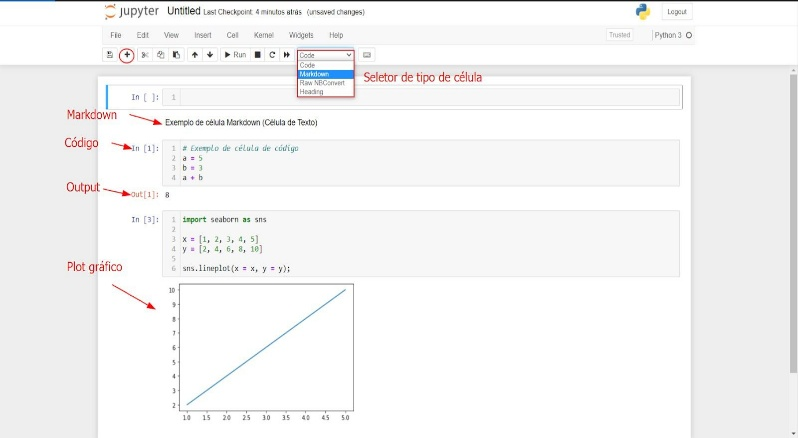 jupyter Untitled Last Checkpoint: 4 minutos atrás (unsaved changes) Logout
File Edit View Insert Cell Kernel Widgets Help Trusted Python 3
Run Code
Code
Markdown
Raw NBConvert
Heading
Seletor de tipo de célula
In [ ]: 1
Markdown
Exemplo de célula Markdown (Célula de Texto)
Código
In [1]: 1 # Exemplo de célula de código
2 a = 5
3 b = 3
4 a + b
Output
Out[1]: 8
In [3]: 1 import seaborn as sns
2
3 x = [1, 2, 3, 4, 5]
4 y = [2, 4, 6, 8, 10]
5
6 sns.lineplot(x = x, y = y);
Plot gráfico
10
9
8
7
6
5
4
3
2
1.0 1.5 2.0 2.5 3.0 3.5 4.0 4.5 5.0